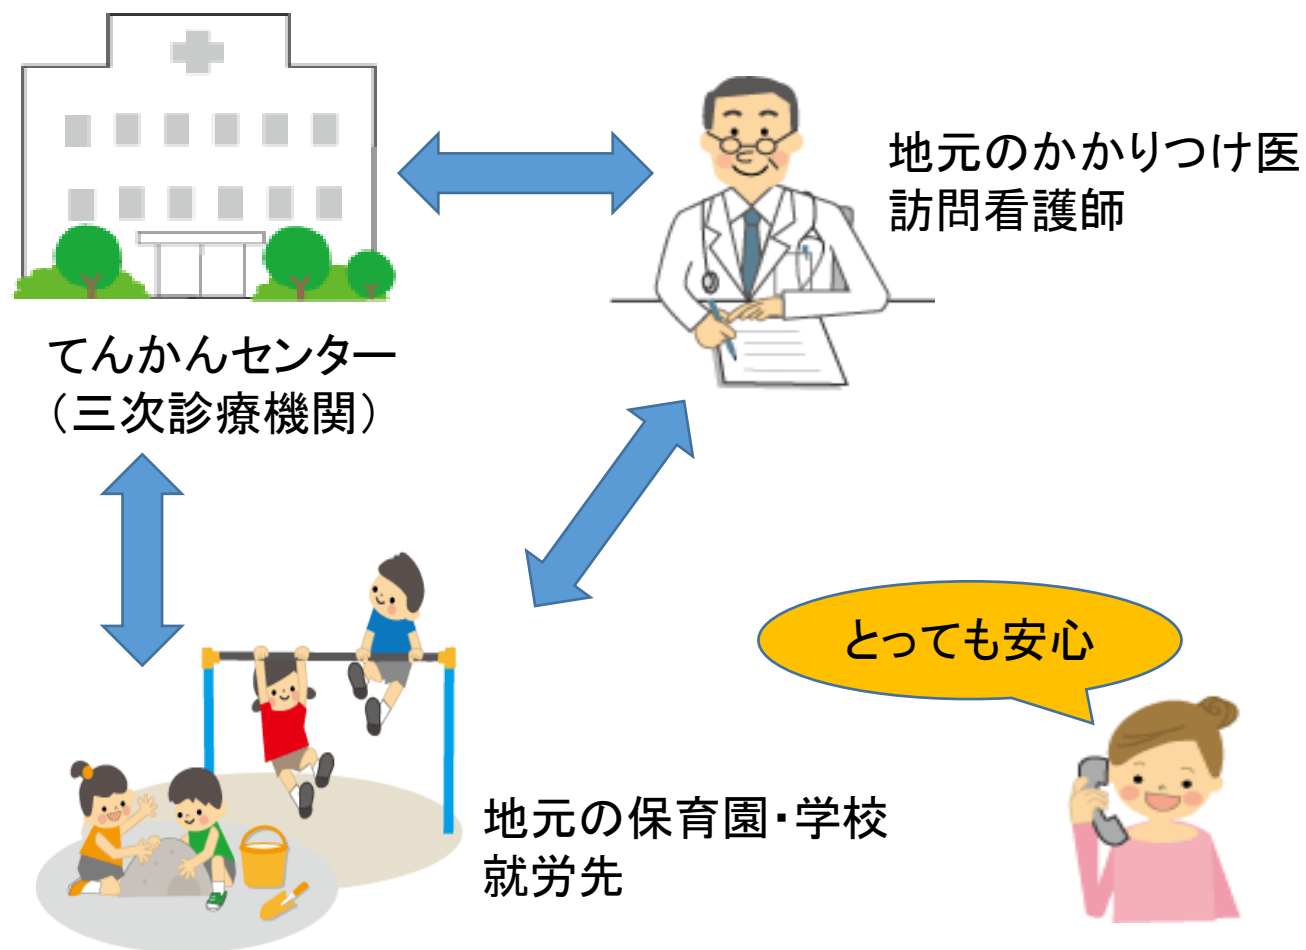 地元のかかりつけ医
訪問看護師
てんかんセンター
（三次診療機関）
とっても安心
地元の保育園・学校
就労先